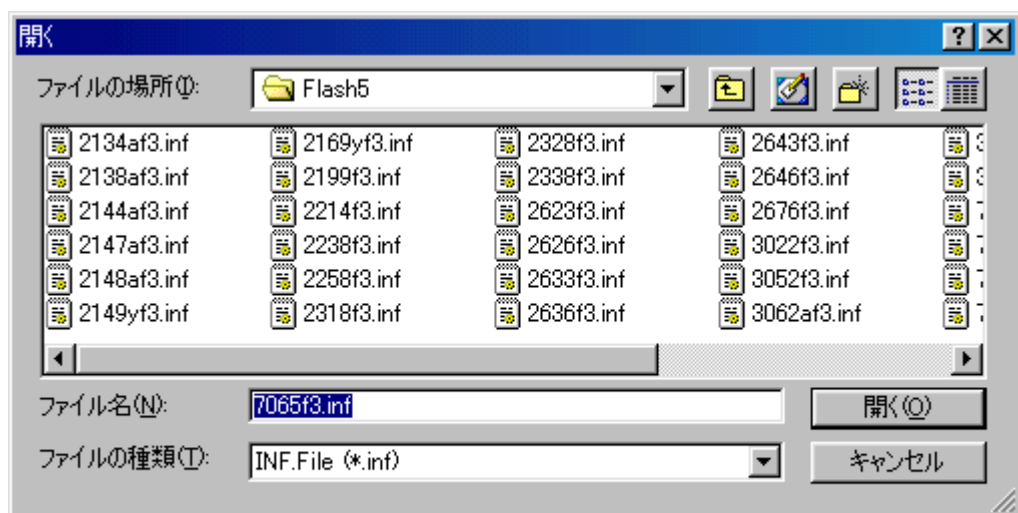 開く
ファイルの場所(I):
Flash5
2134af3.inf
2138af3.inf
2144af3.inf
2147af3.inf
2148af3.inf
2149yf3.inf
2169yf3.inf
2199f3.inf
2214f3.inf
2238f3.inf
2258f3.inf
2318f3.inf
2328f3.inf
2338f3.inf
2623f3.inf
2626f3.inf
2633f3.inf
2636f3.inf
2643f3.inf
2646f3.inf
2676f3.inf
3022f3.inf
3052f3.inf
3062af3.inf
ファイル名(N):
7065f3.inf
開く(O)
ファイルの種類(T):
INF.File (*.inf)
キャンセル